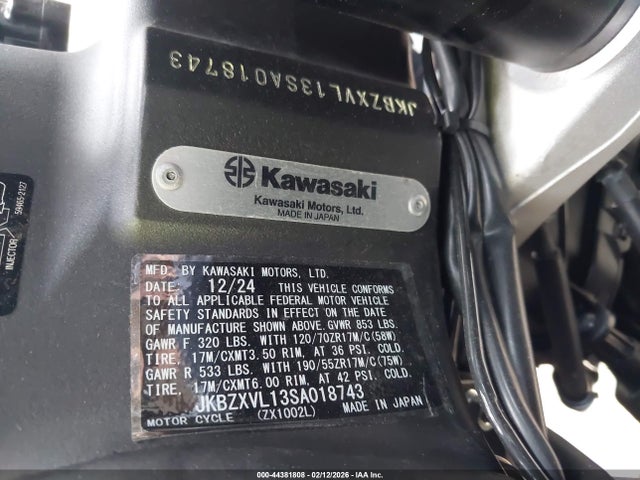 JKBZXVL13SA018743
Kawasaki
Kawasaki Motors, Ltd.
MADE IN JAPAN
INJECTOR
59465-2127
MFD. BY KAWASAKI MOTORS, LTD.
DATE: 12/24 THIS VEHICLE CONFORMS
TO ALL APPLICABLE FEDERAL MOTOR VEHICLE
SAFETY STANDARDS IN EFFECT ON THE DATE
OF MANUFACTURE SHOWN ABOVE. GVWR 853 LBS.
GAWR F 320 LBS. WITH 120/70ZR17M/C(58W)
TIRE, 17M/CXMT3.50 RIM, AT 36 PSI COLD.
GAWR R 533 LBS. WITH 190/55ZR17M/C(75W)
TIRE, 17M/CXMT6.00 RIM, AT 42 PSI COLD.
JKBZXVL13SA018743
MOTOR CYCLE (ZX1002L) MADE IN JAPAN
000-44381808 - 02/12/2026 - IAA Inc.